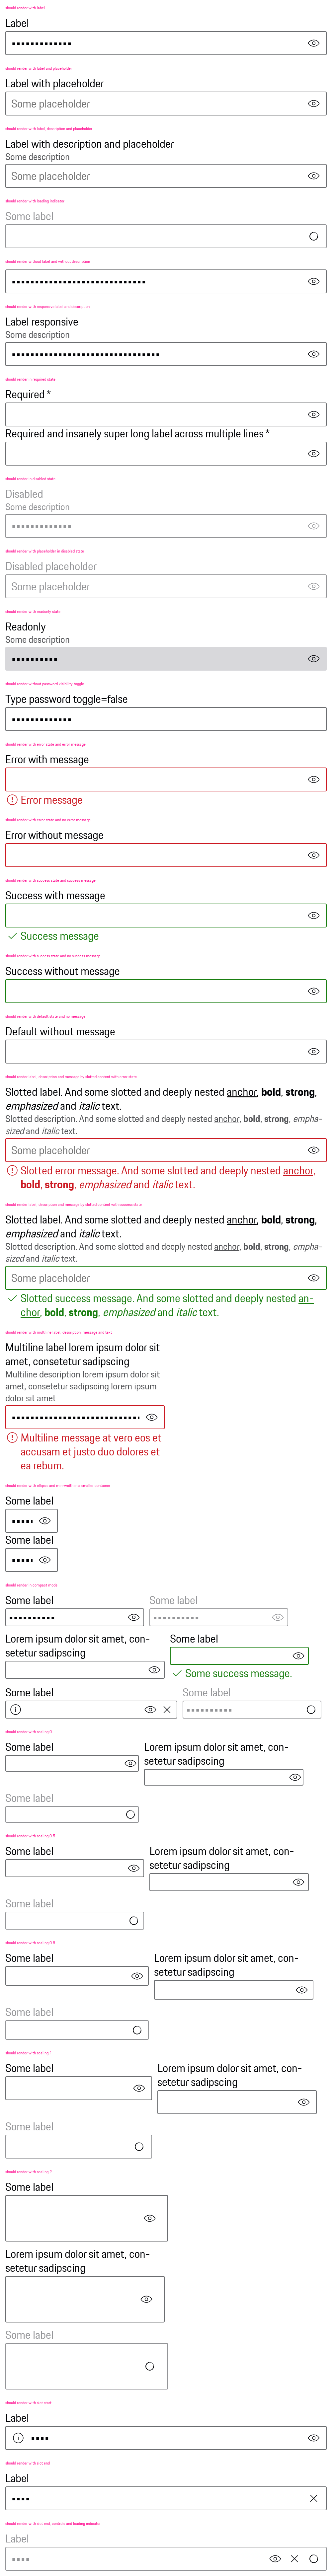 should render with label
Label
should render with label and placeholder
Label with placeholder
Some placeholder
should render with label, description and placeholder
Label with description and placeholder
Some description
Some placeholder
should render with loading indicator
Some label
should render without label and without description
should render with responsive label and description
Label responsive
Some description
should render in required state
Required *
Required and insanely super long label across multiple lines *
should render in disabled state
Disabled
Some description
should render with placeholder in disabled state
Disabled placeholder
Some placeholder
should render with readonly state
Readonly
Some description
should render without password visibility toggle
Type password toggle=false
should render with error state and error message
Error with message
Error message
should render with error state and no error message
Error without message
should render with success state and success message
Success with message
Success message
should render with success state and no success message
Success without message
should render with default state and no message
Default without message
should render label, description and message by slotted content with error state
Slotted label. And some slotted and deeply nested anchor, bold, strong,
emphasized and italic text.
Slotted description. And some slotted and deeply nested anchor, bold, strong, empha-
sized and italic text.
Some placeholder
Slotted error message. And some slotted and deeply nested anchor,
bold, strong, emphasized and italic text.
should render label, description and message by slotted content with success state
Slotted label. And some slotted and deeply nested anchor, bold, strong,
emphasized and italic text.
Slotted description. And some slotted and deeply nested anchor, bold, strong, empha-
sized and italic text.
Some placeholder
Slotted success message. And some slotted and deeply nested an-
chor, bold, strong, emphasized and italic text.
should render with multiline label, description, message and text
Multiline label lorem ipsum dolor sit
amet, consetetur sadipscing
Multiline description lorem ipsum dolor sit
amet, consetetur sadipscing lorem ipsum
dolor sit amet
Multiline message at vero eos et
accusam et justo duo dolores et
ea rebum.
should render with ellipsis and min-width in a smaller container
Some label
Some label
should render in compact mode
Some label
Some label
Lorem ipsum dolor sit amet, con-
setetur sadipscing
Some label
Some success message.
Some label
Some label
should render with scaling 0
Some label
Lorem ipsum dolor sit amet, con-
setetur sadipscing
Some label
should render with scaling 0.5
Some label
Lorem ipsum dolor sit amet, con-
setetur sadipscing
Some label
should render with scaling 0.8
Some label
Lorem ipsum dolor sit amet, con-
setetur sadipscing
Some label
should render with scaling 1
Some label
Lorem ipsum dolor sit amet, con-
setetur sadipscing
Some label
should render with scaling 2
Some label
Lorem ipsum dolor sit amet, con-
setetur sadipscing
Some label
should render with slot start
Label
should render with slot end
Label
should render with slot end, controls and loading indicator
Label